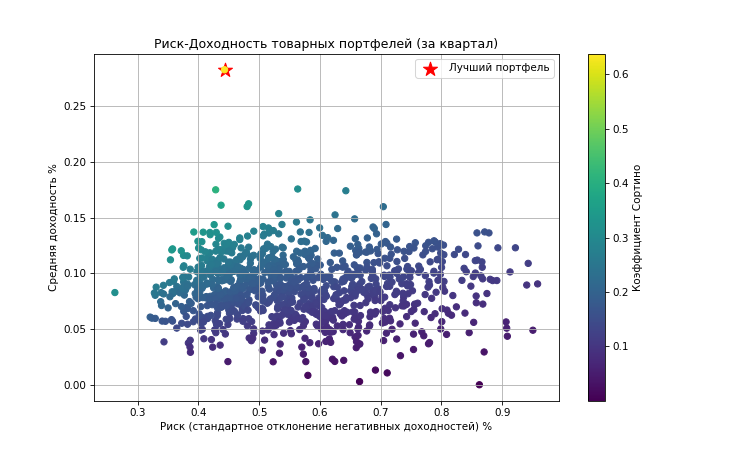 Риск-Доходность товарных портфелей (за квартал)
Лучший портфель
Средняя доходность %
0.25
0.20
0.15
0.10
0.05
0.00
0.3 0.4 0.5 0.6 0.7 0.8 0.9
Риск (стандартное отклонение негативных доходностей) %
0.6
0.5
0.4
0.3
0.2
0.1
Коэффициент Сортино